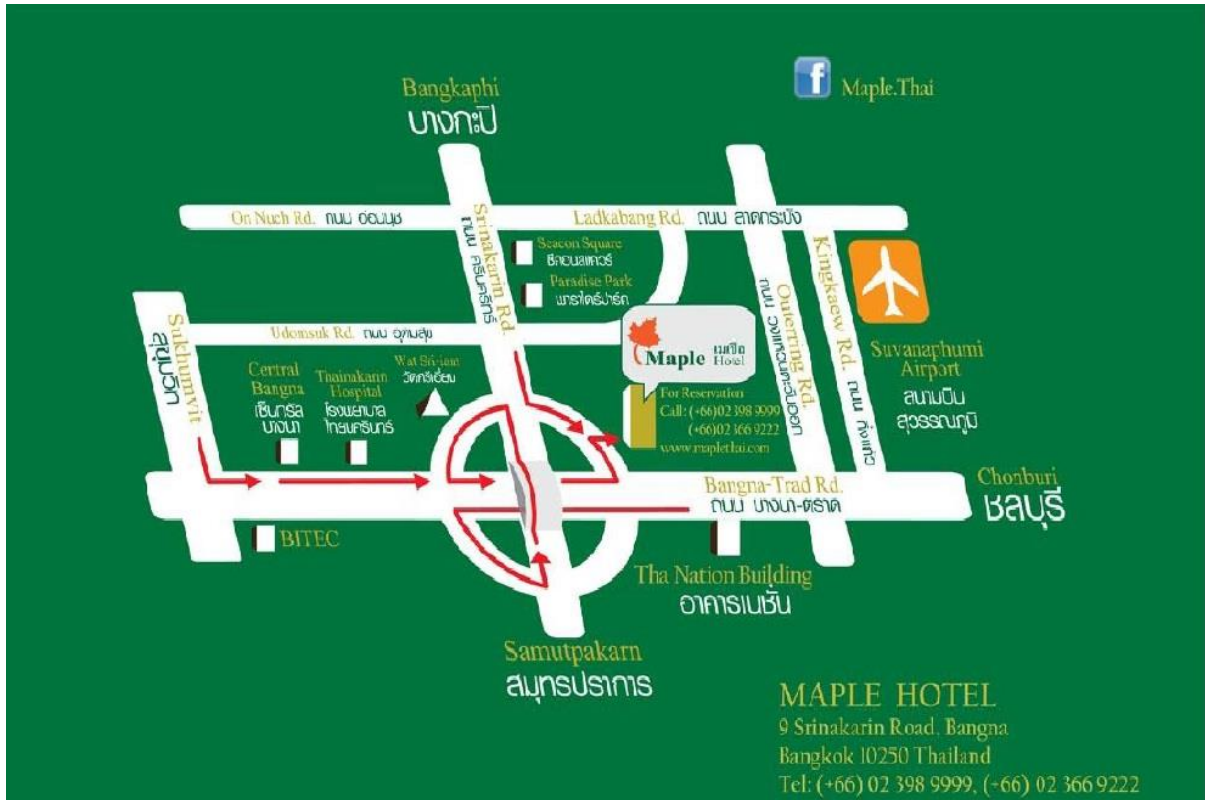 Bangkaphi
บางกะปิ
f
Maple.Thai
On Nuch Rd. ถนน อ่อนนุช
Srinakarin Rd.
ถนน ศรีนครินทร์
Ladkabang Rd. ถนน ลาดกระบัง
Seacon Square
ซีคอนสแควร์
Paradise Park
พาราไดซ์ปาร์ค
Kingkaew Rd. ถนน กิ่งแก้ว
Outerring Rd.
ถนน วงแหวนตะวันออก
Sukhumvit
สุขุมวิท
Udomsuk Rd. ถนน อุดมสุข
Maple เมเปิล Hotel
Suvanaphumi
Airport
สนามบิน
สุวรรณภูมิ
Central
Bangna
เซ็นทรัล
บางนา
Thainakarin
Hospital
โรงพยาบาล
ไทยนครินทร์
Wat Sri-iam
วัดศรีเอี่ยม
For Reservation
Call: (+66)02 398 9999
(+66)02 366 9222
www.maplethai.com
Bangna-Trad Rd.
ถนน บางนา-ตราด
Chonburi
ชลบุรี
BITEC
Tha Nation Building
อาคารเนชั่น
Samutpakarn
สมุทรปราการ
MAPLE HOTEL
9 Srinakarin Road, Bangna
Bangkok 10250 Thailand
Tel: (+66) 02 398 9999, (+66) 02 366 9222